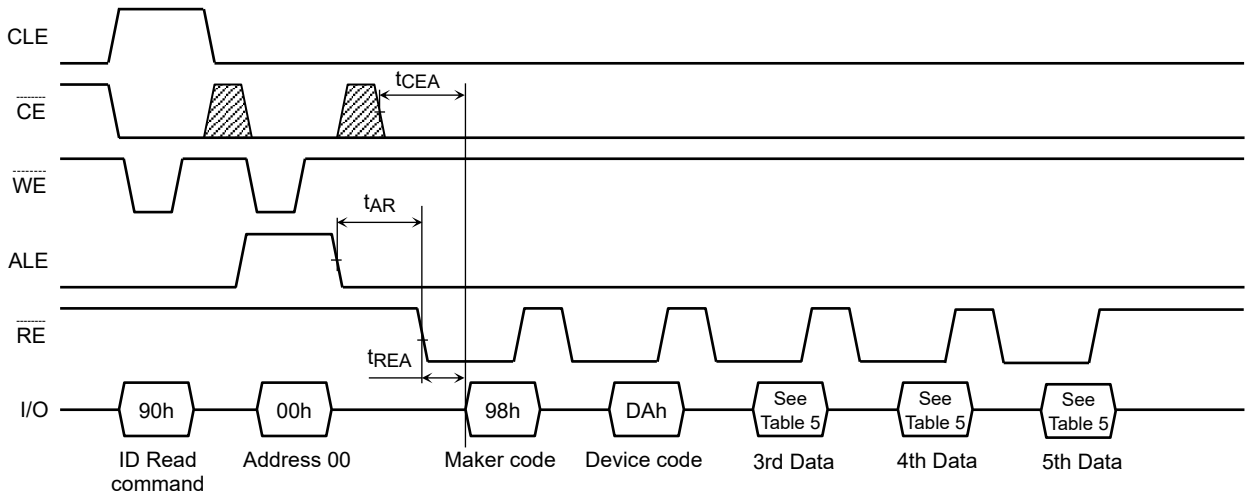 CLE
CE
tCEA
WE
tAR
ALE
RE
tREA
I/O
90h
00h
98h
DAh
See
Table 5
See
Table 5
See
Table 5
ID Read
command
Address 00
Maker code
Device code
3rd Data
4th Data
5th Data